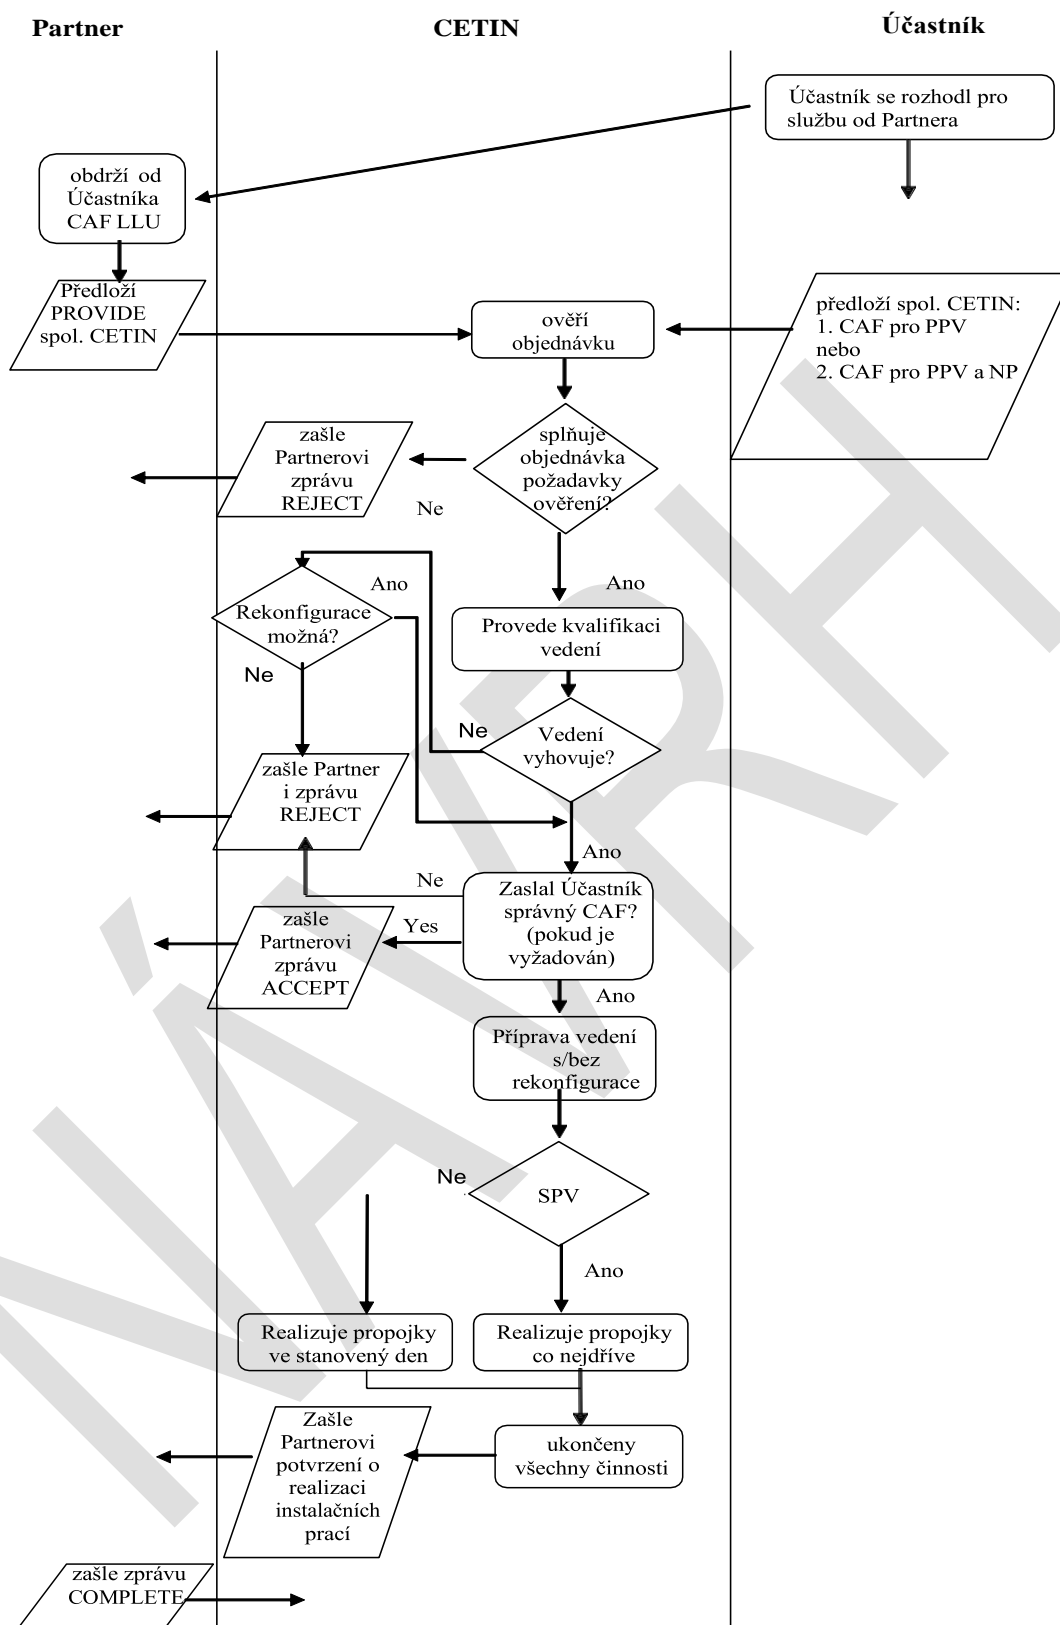 Partner
CETIN
Účastník
Účastník se rozhodl pro
službu od Partnera
obdrží od
Účastníka
CAF LLU
Předloží
PROVIDE
spol. CETIN
ověří
objednávku
předloží spol. CETIN:
1. CAF pro PPV
nebo
2. CAF pro PPV a NP
splňuje
objednávka
požadavky
ověření?
zašle
Partnerovi
zprávu
REJECT
Ne
Ano
Rekonfigurace
možná?
Ano
Ne
Provede kvalifikaci
vedení
Ne
Vedení
vyhovuje?
zašle Partner
i zprávu
REJECT
Ano
Ne
Zaslal Účastník
správný CAF?
(pokud je
vyžadován)
Yes
zašle
Partnerovi
zprávu
ACCEPT
Ano
Příprava vedení
s/bez
rekonfigurace
Ne
SPV
Ano
Realizuje propojky
ve stanovený den
Realizuje propojky
co nejdříve
Zašle
Partnerovi
potvrzení o
realizaci
instalačních
prací
ukončeny
všechny činnosti
zašle zprávu
COMPLETE
NÁVRH